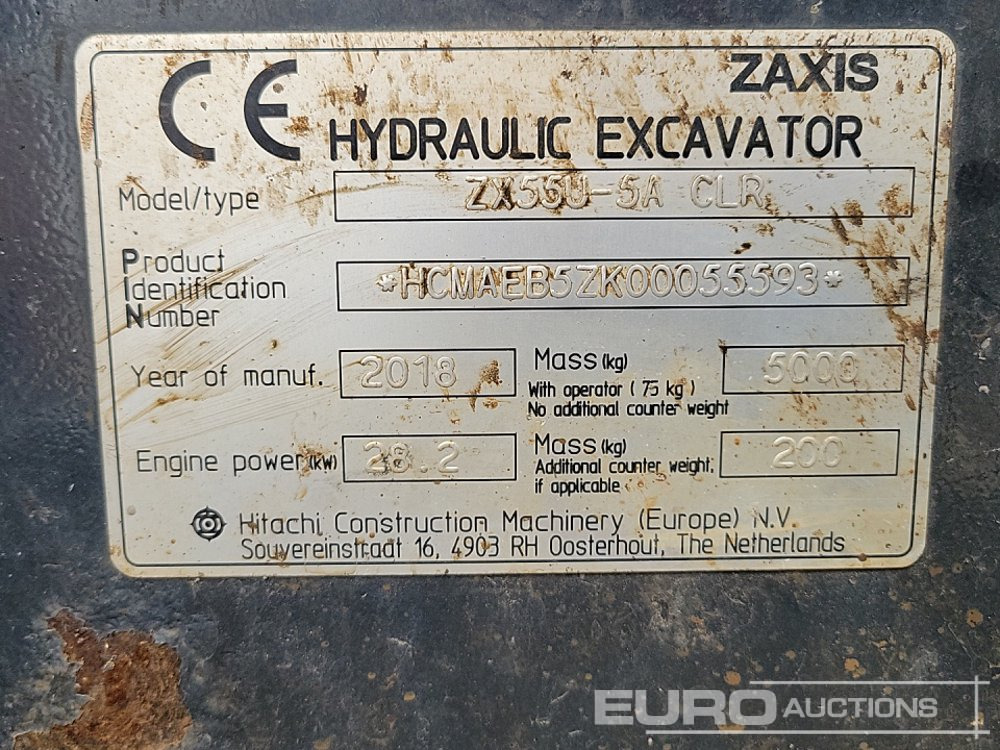 CE
ZAXIS
HYDRAULIC EXCAVATOR
Model/type ZX55U-5A CLR
Product Identification Number *HCMAEB5ZK00055593*
Year of manuf. 2018
Mass (kg) 5000
With operator ( 75 kg )
No additional counter weight
Engine power (kW) 28.2
Mass (kg) 200
Additional counter weight,
if applicable
Hitachi Construction Machinery (Europe) N.V.
Souvereinstraat 16, 4903 RH Oosterhout, The Netherlands
EURO AUCTIONS